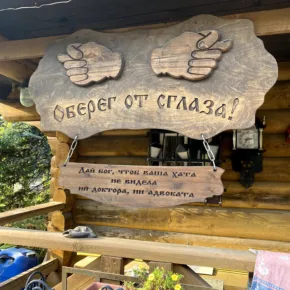 Оберег от сглаза!
Дай бог, чтоб ваша хата
не видела
ни доктора, ни адвоката